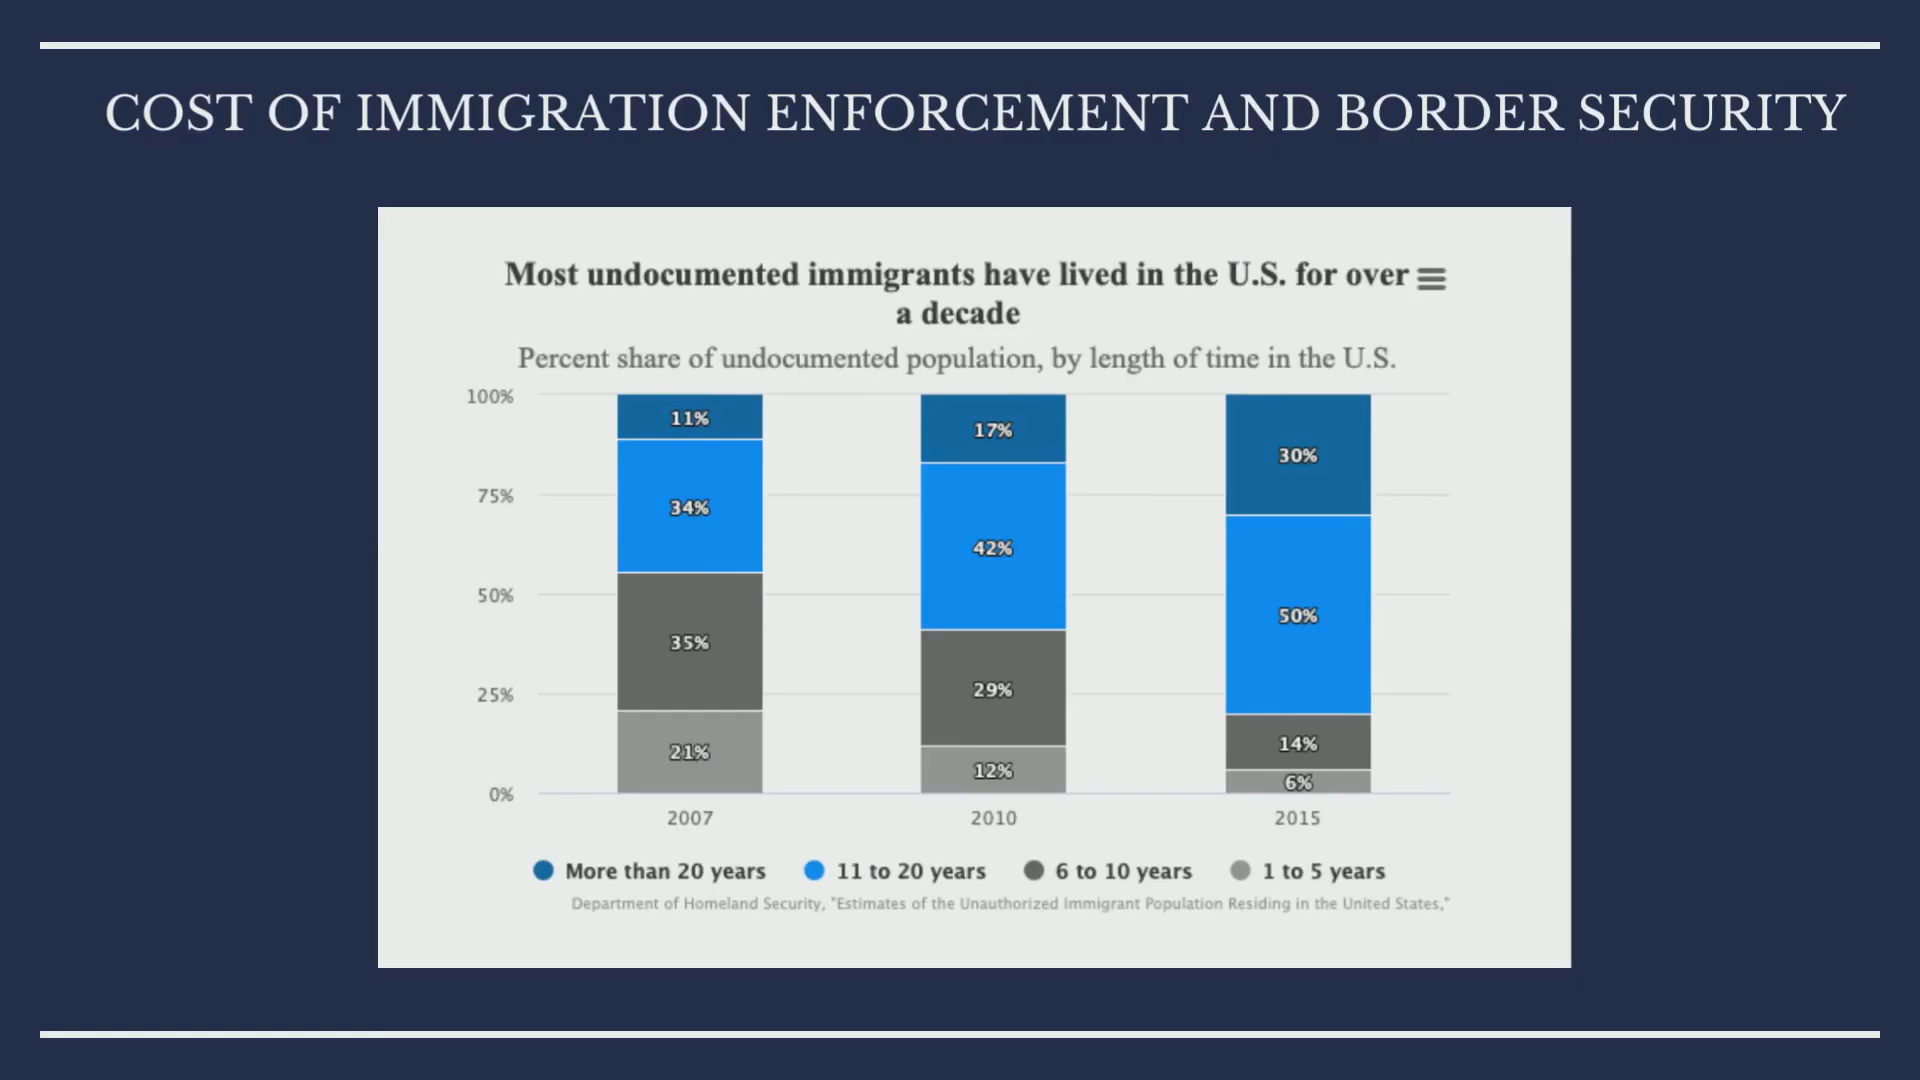 COST OF IMMIGRATION ENFORCEMENT AND BORDER SECURITY
Most undocumented immigrants have lived in the U.S. for over
a decade
Percent share of undocumented population, by length of time in the U.S.
100%
75%
50%
25%
0%
11%
34%
35%
21%
17%
42%
29%
12%
30%
50%
14%
6%
2007 2010 2015
More than 20 years 11 to 20 years 6 to 10 years 1 to 5 years
Department of Homeland Security, "Estimates of the Unauthorized Immigrant Population Residing in the United States,"